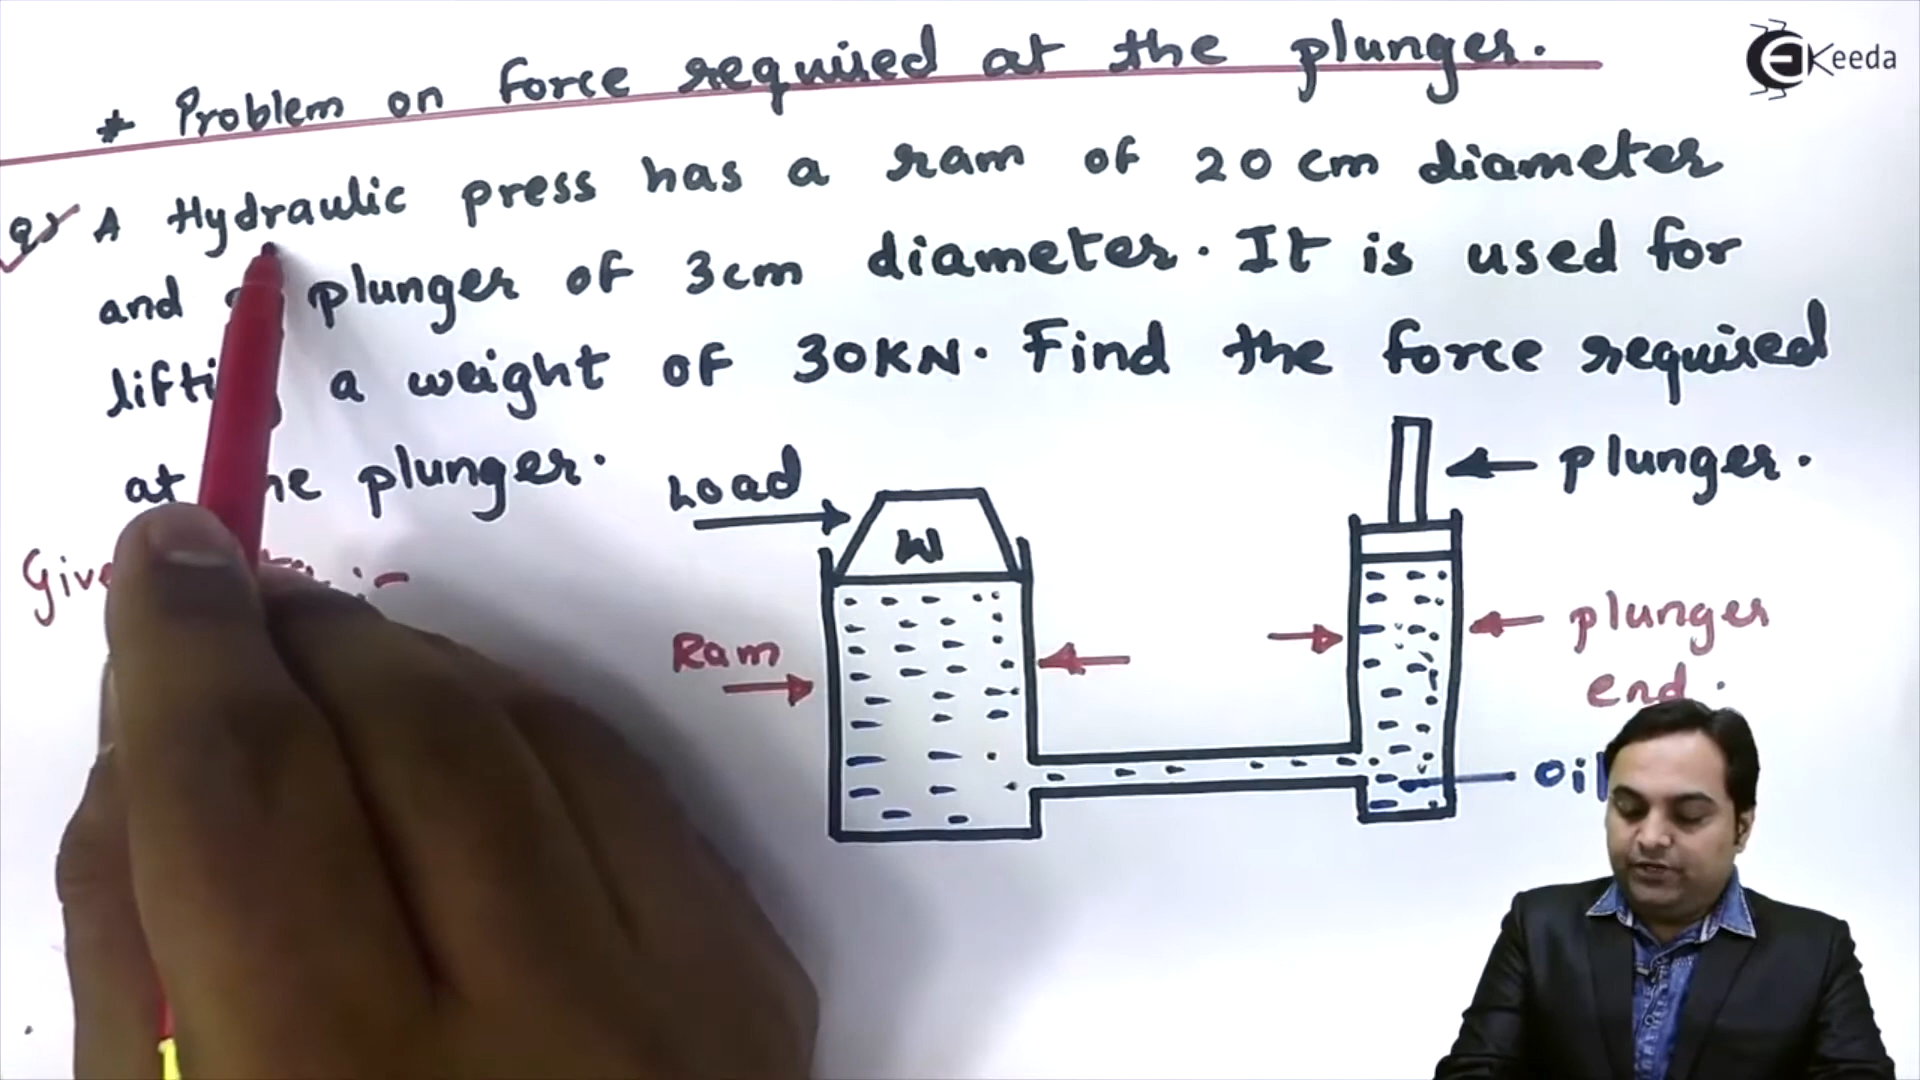 * Problem on force required at the plunger.
Keeda
Q> A Hydraulic press has a ram of 20 cm diameter
and plunger of 3cm diameter. It is used for
a weight of 30KN. Find the force required
at plunger.
Load
plunger.
W
Ram
plunger
end.